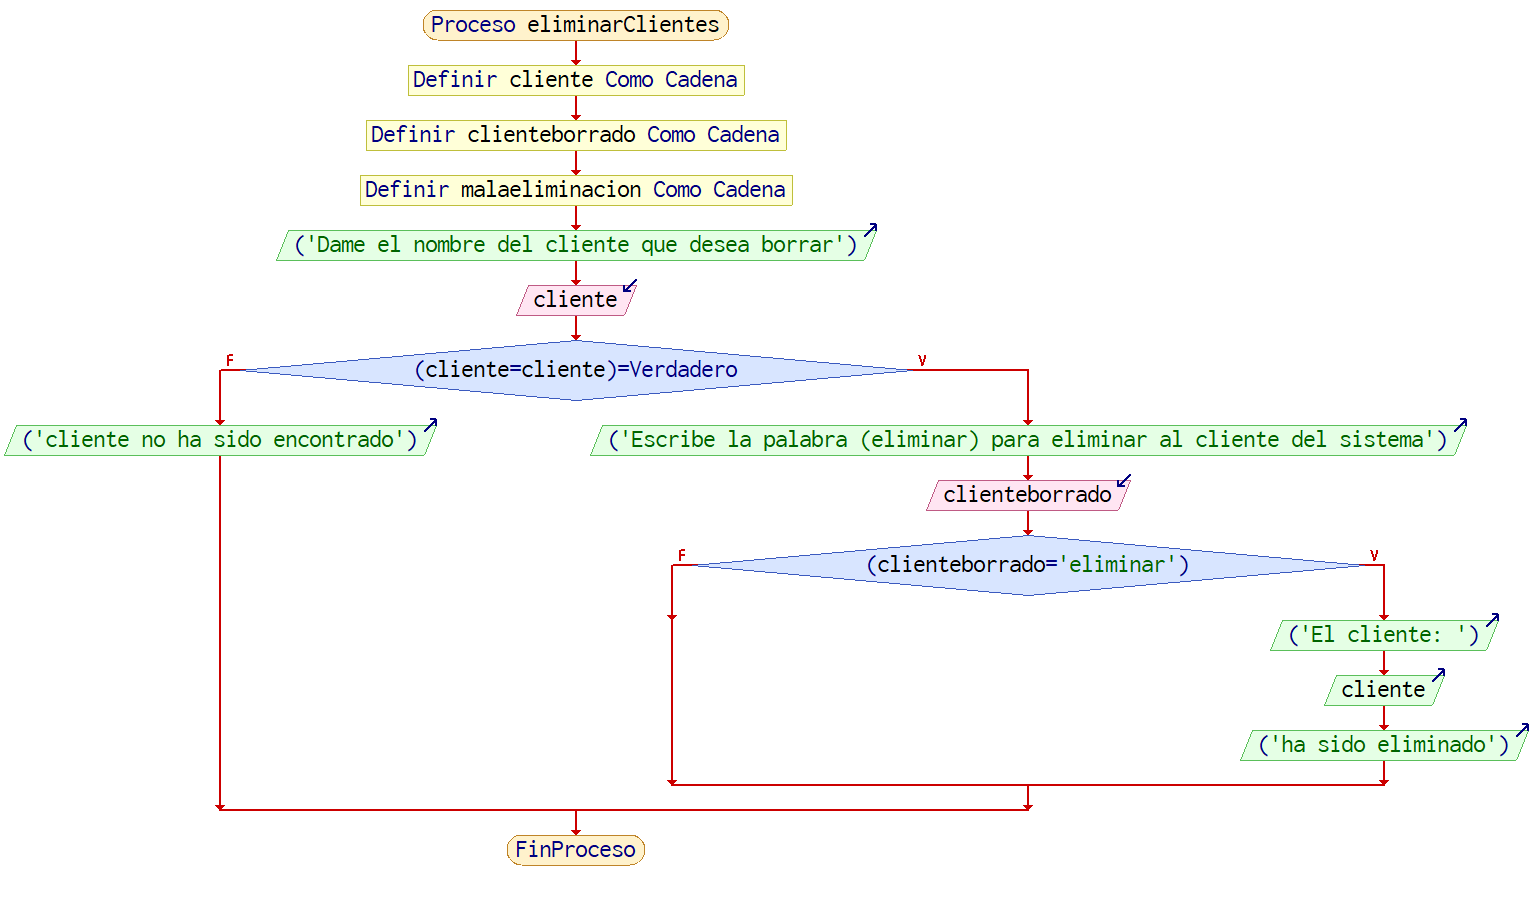 Proceso eliminarClientes
Definir cliente Como Cadena
Definir clienteborrado Como Cadena
Definir malaeliminacion Como Cadena
('Dame el nombre del cliente que desea borrar')
cliente
F
(cliente=cliente)=Verdadero
V
('cliente no ha sido encontrado')
('Escribe la palabra (eliminar) para eliminar al cliente del sistema')
clienteborrado
F
(clienteborrado='eliminar')
V
('El cliente: ')
cliente
('ha sido eliminado')
FinProceso